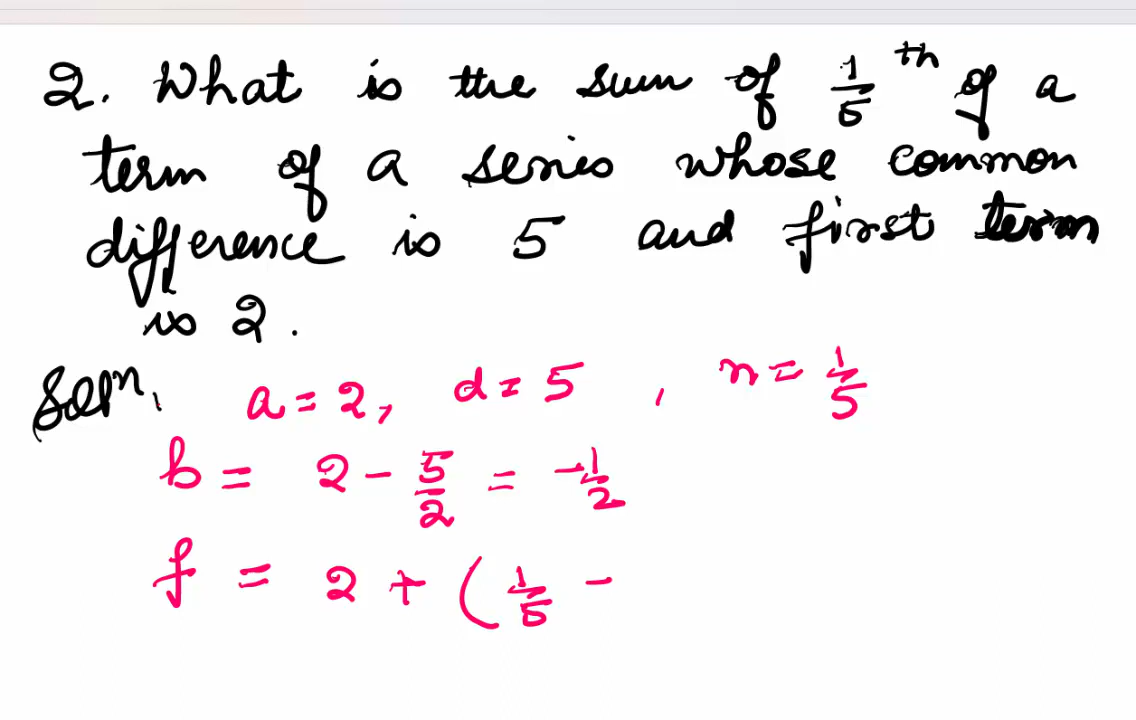 2. What is the sum of 1/5 th of a
term of a series whose common
difference is 5 and first term
is 2.
Soln, a = 2, d = 5, n = 1/5
b = 2 - 5/2 = -1/2
f = 2 + ( 1/5 -